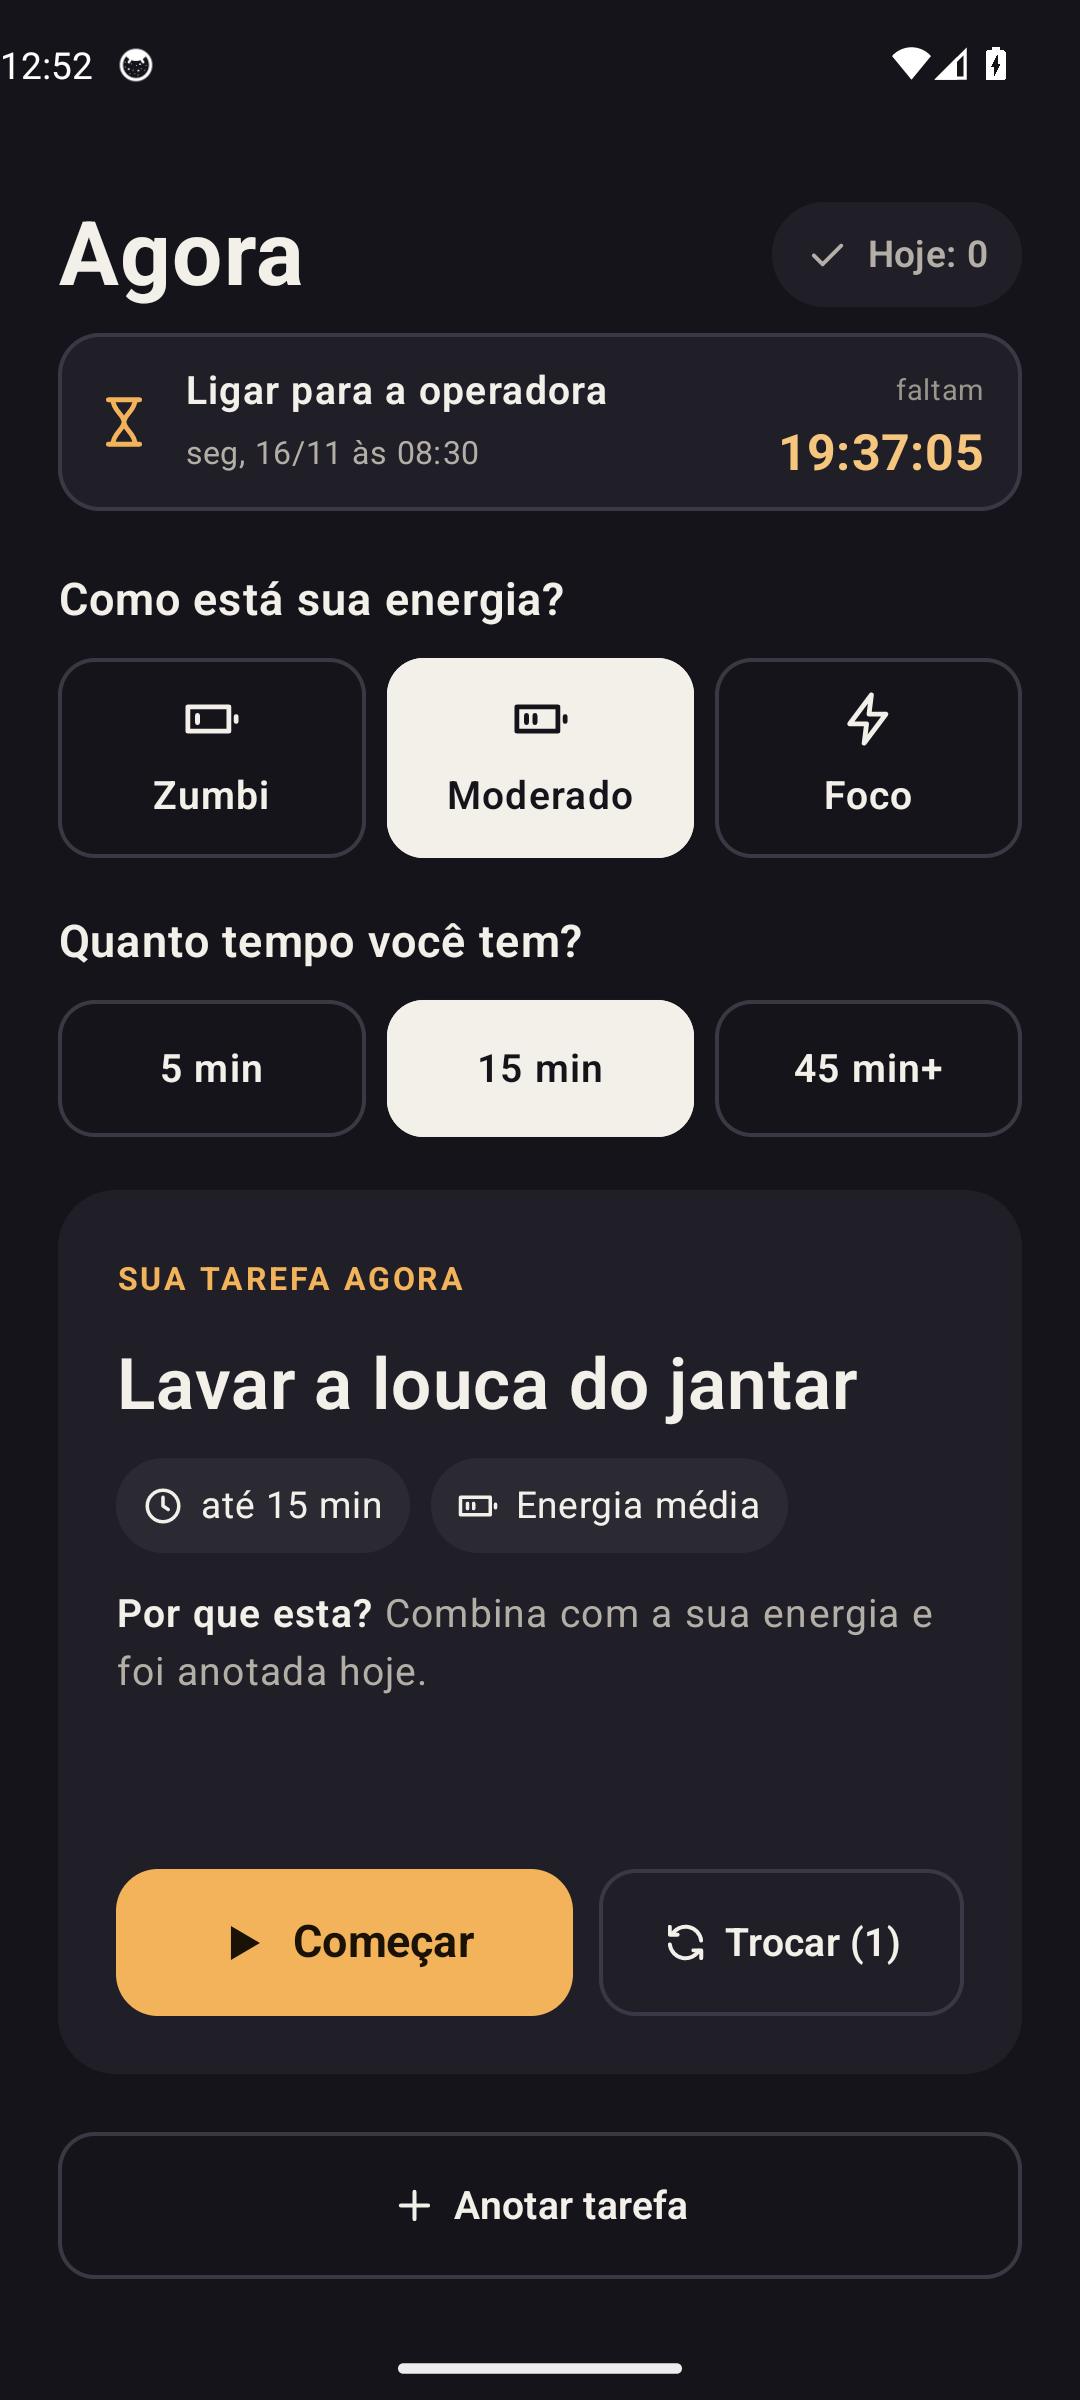 12:52
Agora
Hoje: 0
Ligar para a operadora
seg, 16/11 às 08:30
faltam
19:37:05
Como está sua energia?
Zumbi
Moderado
Foco
Quanto tempo você tem?
5 min
15 min
45 min+
SUA TAREFA AGORA
Lavar a louca do jantar
até 15 min
Energia média
Por que esta? Combina com a sua energia e
foi anotada hoje.
Começar
Trocar (1)
Anotar tarefa